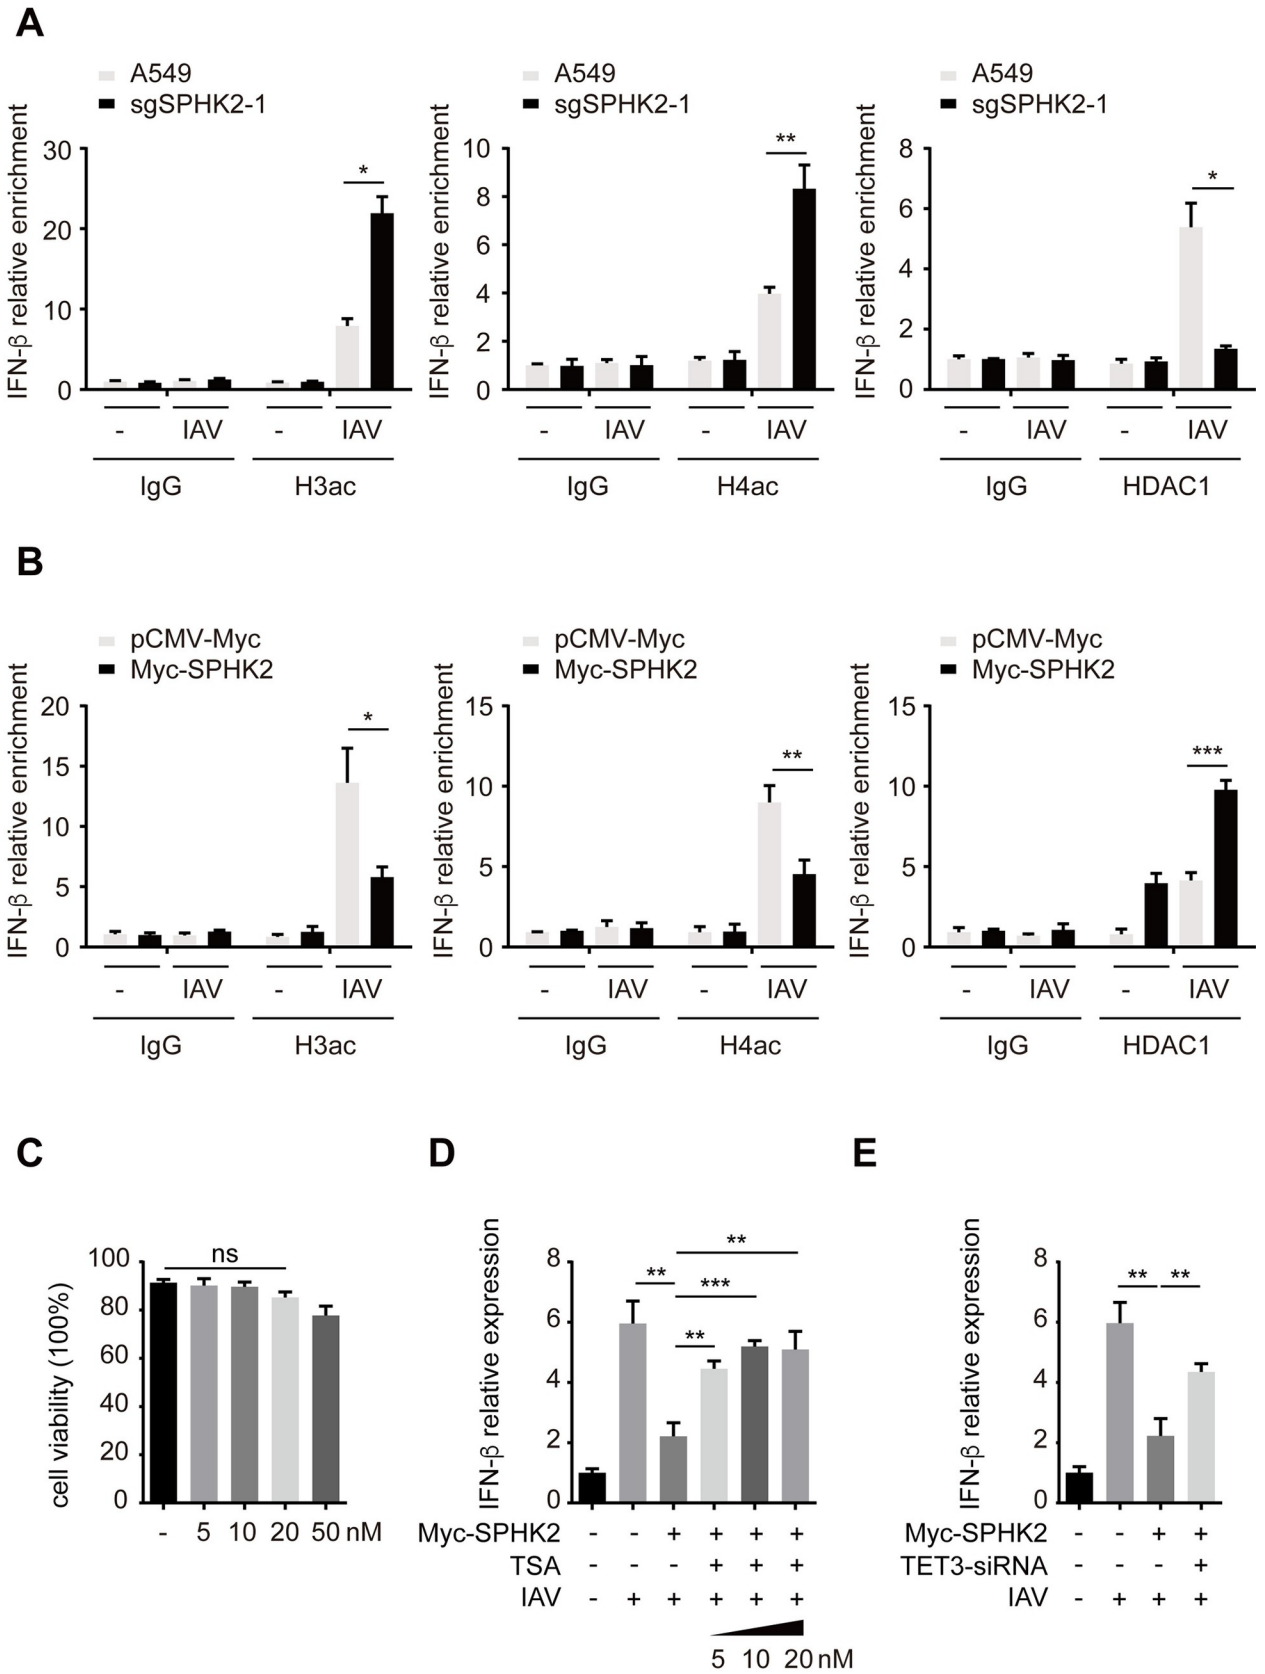 A
A549
sgSPHK2-1
IFN-β relative enrichment
30
20
10
0
*
- IAV - IAV
IgG H3ac
A549
sgSPHK2-1
IFN-β relative enrichment
10
8
6
4
2
0
**
- IAV - IAV
IgG H4ac
A549
sgSPHK2-1
IFN-β relative enrichment
8
6
4
2
0
*
- IAV - IAV
IgG HDAC1
B
pCMV-Myc
Myc-SPHK2
IFN-β relative enrichment
20
15
10
5
0
*
- IAV - IAV
IgG H3ac
pCMV-Myc
Myc-SPHK2
IFN-β relative enrichment
15
10
5
0
**
- IAV - IAV
IgG H4ac
pCMV-Myc
Myc-SPHK2
IFN-β relative enrichment
15
10
5
0
***
- IAV - IAV
IgG HDAC1
C
cell viability (100%)
100
80
60
40
20
0
ns
- 5 10 20 50 nM
D
IFN-β relative expression
8
6
4
2
0
**
** ***
**
Myc-SPHK2 - - + + + +
TSA - - - + + +
IAV - + + + + +
5 10 20 nM
E
IFN-β relative expression
8
6
4
2
0
** **
Myc-SPHK2 - - + +
TET3-siRNA - - - +
IAV - + + +